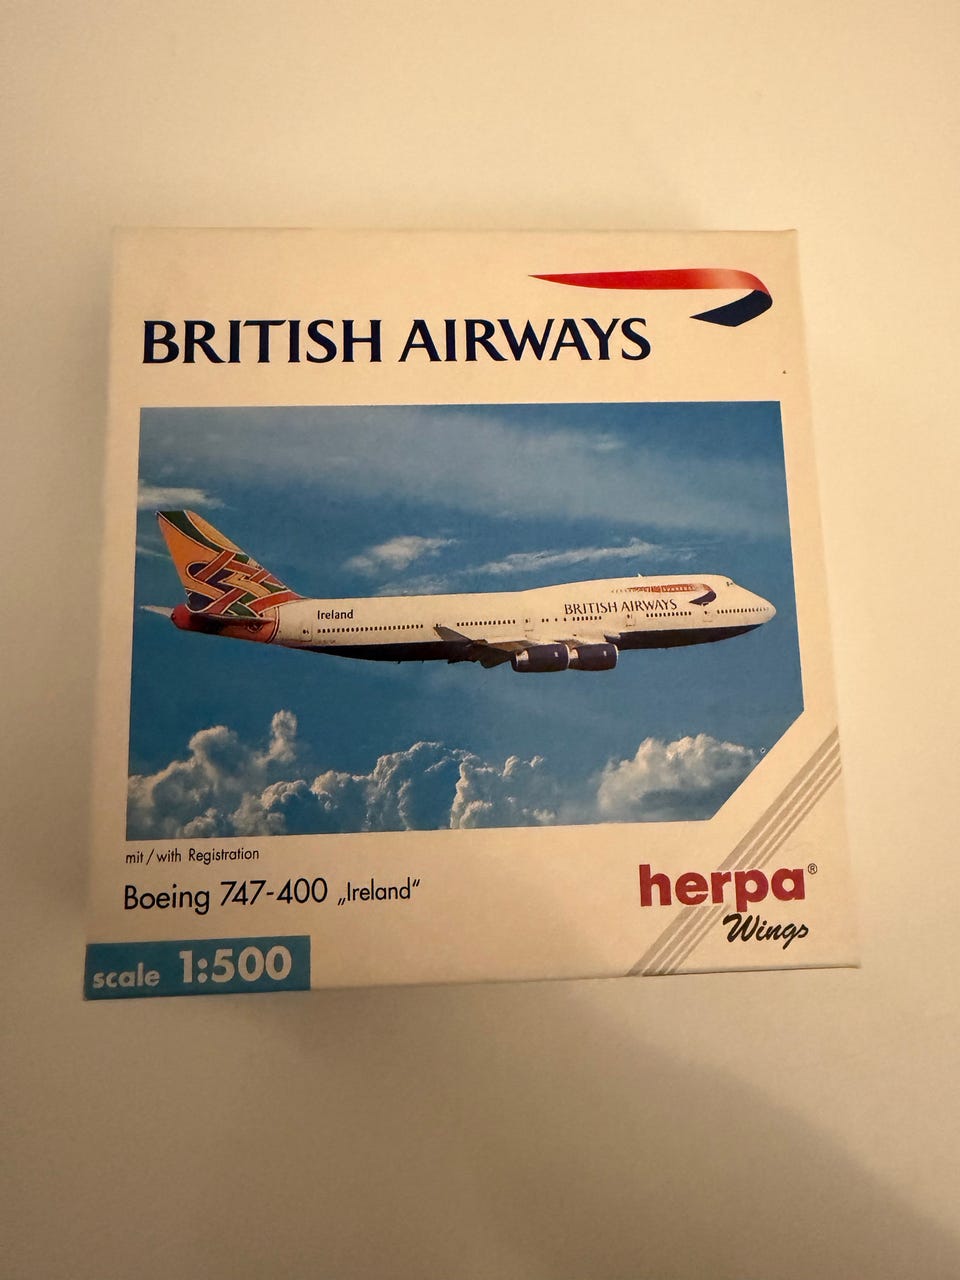 BRITISH AIRWAYS
Ireland
BRITISH AIRWAYS
mit / with Registration
Boeing 747-400 „Ireland“
herpa®
Wings
scale 1:500